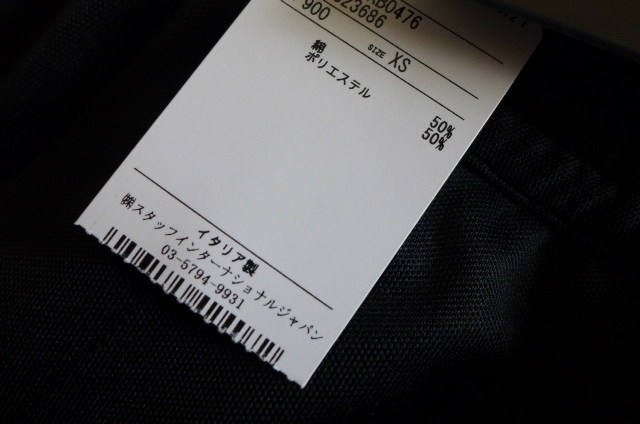 RB0476
023686
900 SIZE XS
綿 50%
ポリエステル 50%
イタリア製
㈱スタッフインターナショナルジャパン
03-5794-9931